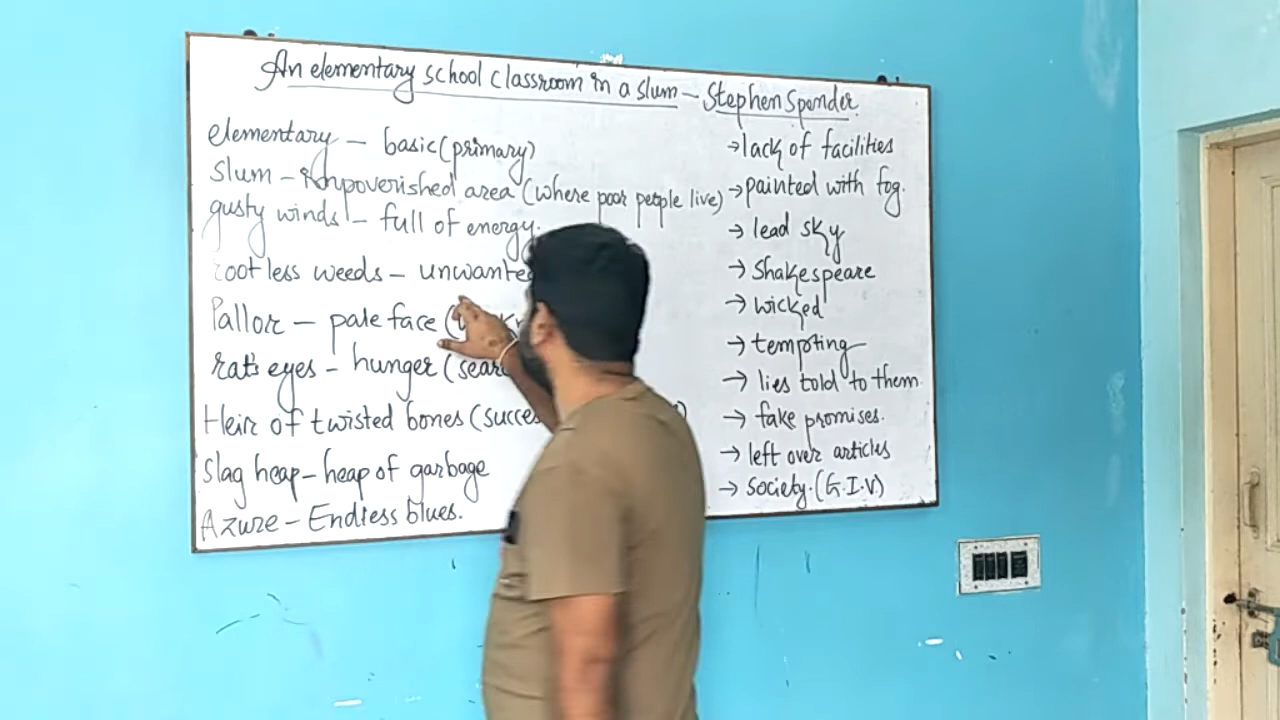 An elementary school classroom in a slum - Stephen Spender
elementary - basic (primary)
Slum - Impoverished area (where poor people live)
gusty winds - full of energy.
rootless weeds - unwanted
Pallor - pale face
rat's eyes - hunger
Heir of twisted bones
Slag heap - heap of garbage
Azure - Endless blues.
→ lack of facilities
→ painted with fog.
→ lead sky
→ Shakespeare
→ wicked
→ tempting
→ lies told to them
→ fake promises.
→ left over articles
→ society. (G.I.V)